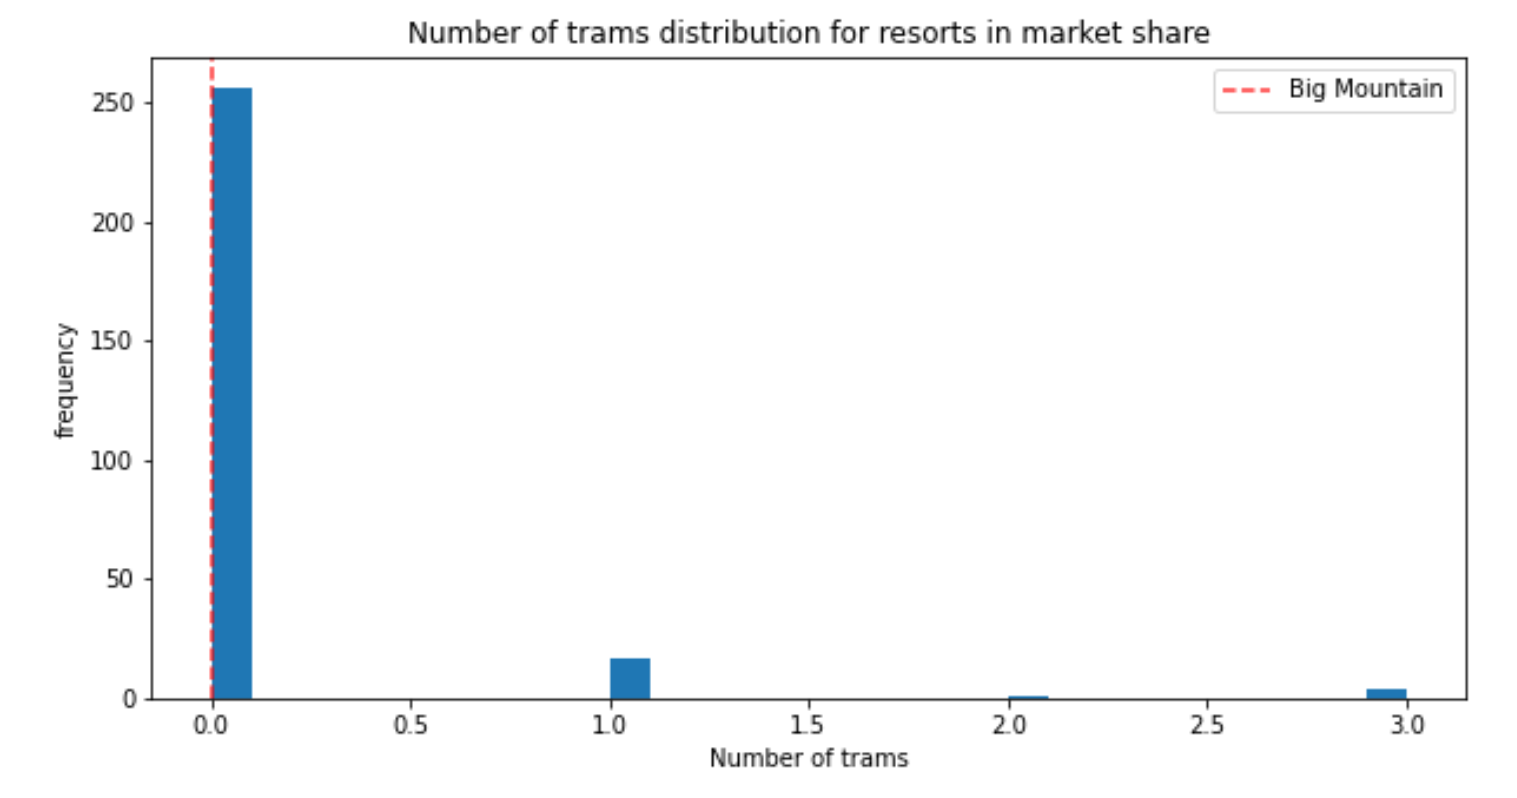 Number of trams distribution for resorts in market share
Big Mountain
250
200
150
100
50
0
frequency
0.0 0.5 1.0 1.5 2.0 2.5 3.0
Number of trams